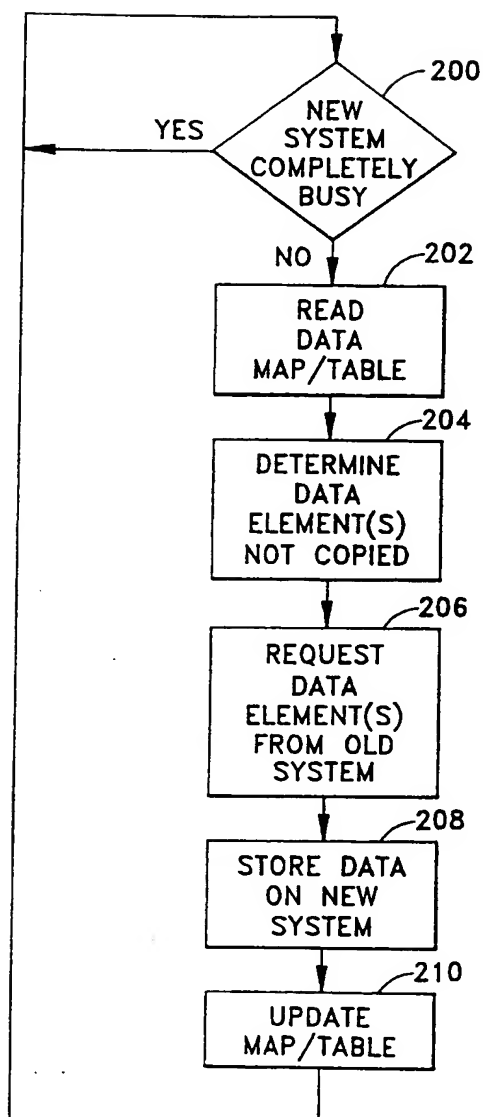 200
NEW
SYSTEM
COMPLETELY
BUSY
YES
NO
202
READ
DATA
MAP/TABLE
204
DETERMINE
DATA
ELEMENT(S)
NOT COPIED
206
REQUEST
DATA
ELEMENT(S)
FROM OLD
SYSTEM
208
STORE DATA
ON NEW
SYSTEM
210
UPDATE
MAP/TABLE